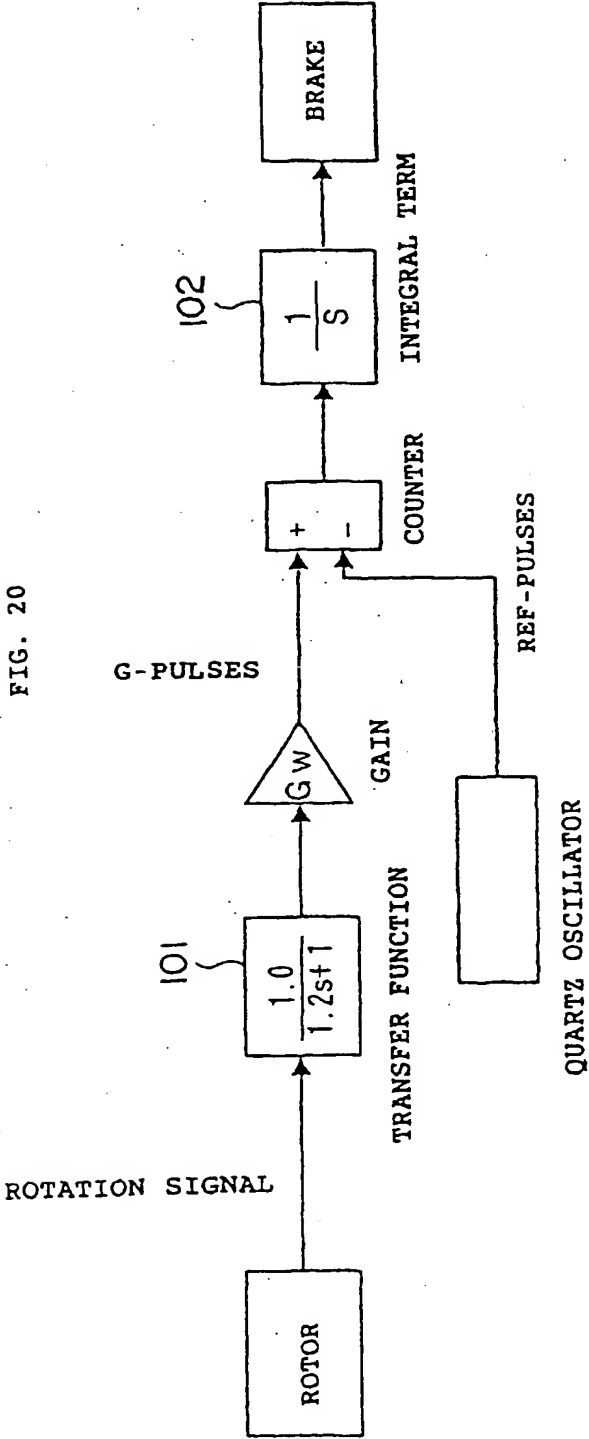 FIG. 20
ROTATION SIGNAL
G-PULSES
ROTOR
101
1.0
1.2s+1
TRANSFER FUNCTION
GW
GAIN
+
-
COUNTER
102
1
S
INTEGRAL TERM
BRAKE
REF-PULSES
QUARTZ OSCILLATOR